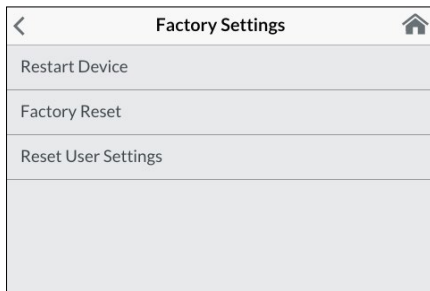 Factory Settings
Restart Device
Factory Reset
Reset User Settings